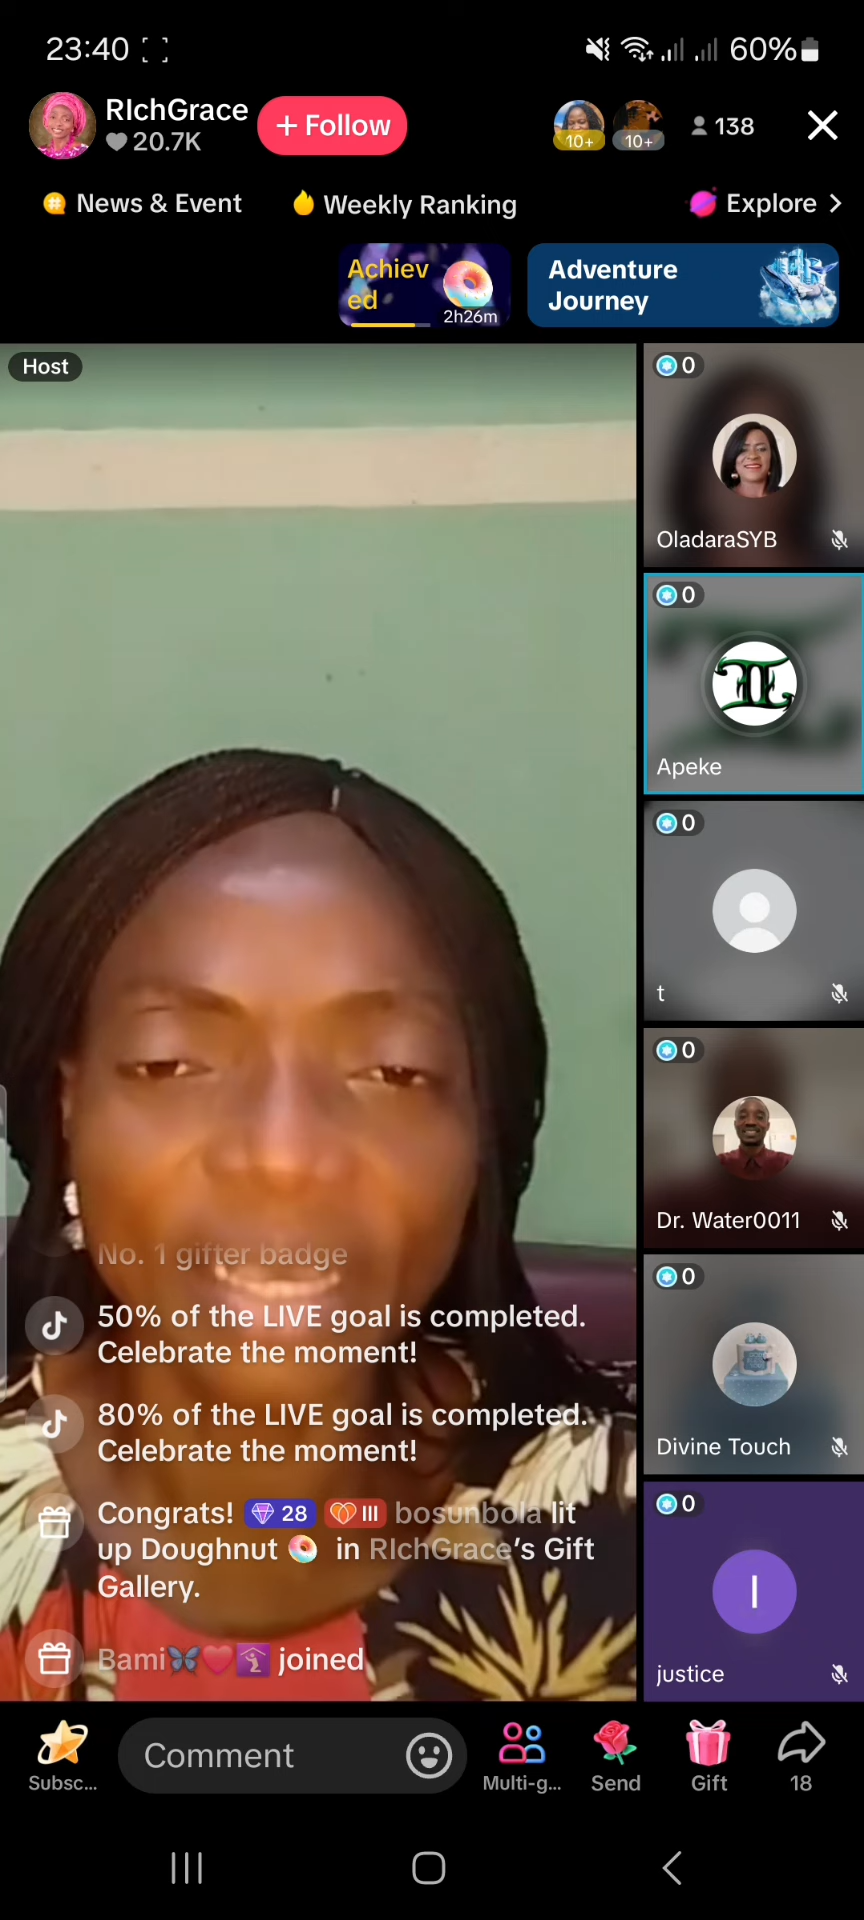 23:40
60%
RIchGrace
20.7K
+ Follow
10+
10+
138
News & Event
Weekly Ranking
Explore >
Achiev
ed
2h26m
Adventure
Journey
Host
0
OladaraSYB
0
Apeke
0
t
0
Dr. Water0011
0
Divine Touch
0
I
justice
No. 1 gifter badge
50% of the LIVE goal is completed.
Celebrate the moment!
80% of the LIVE goal is completed.
Celebrate the moment!
Congrats! 28 III bosunbola lit
up Doughnut 🍩 in RIchGrace's Gift
Gallery.
Bami🦋❤️🛐 joined
Subsc...
Comment
Multi-g...
Send
Gift
18